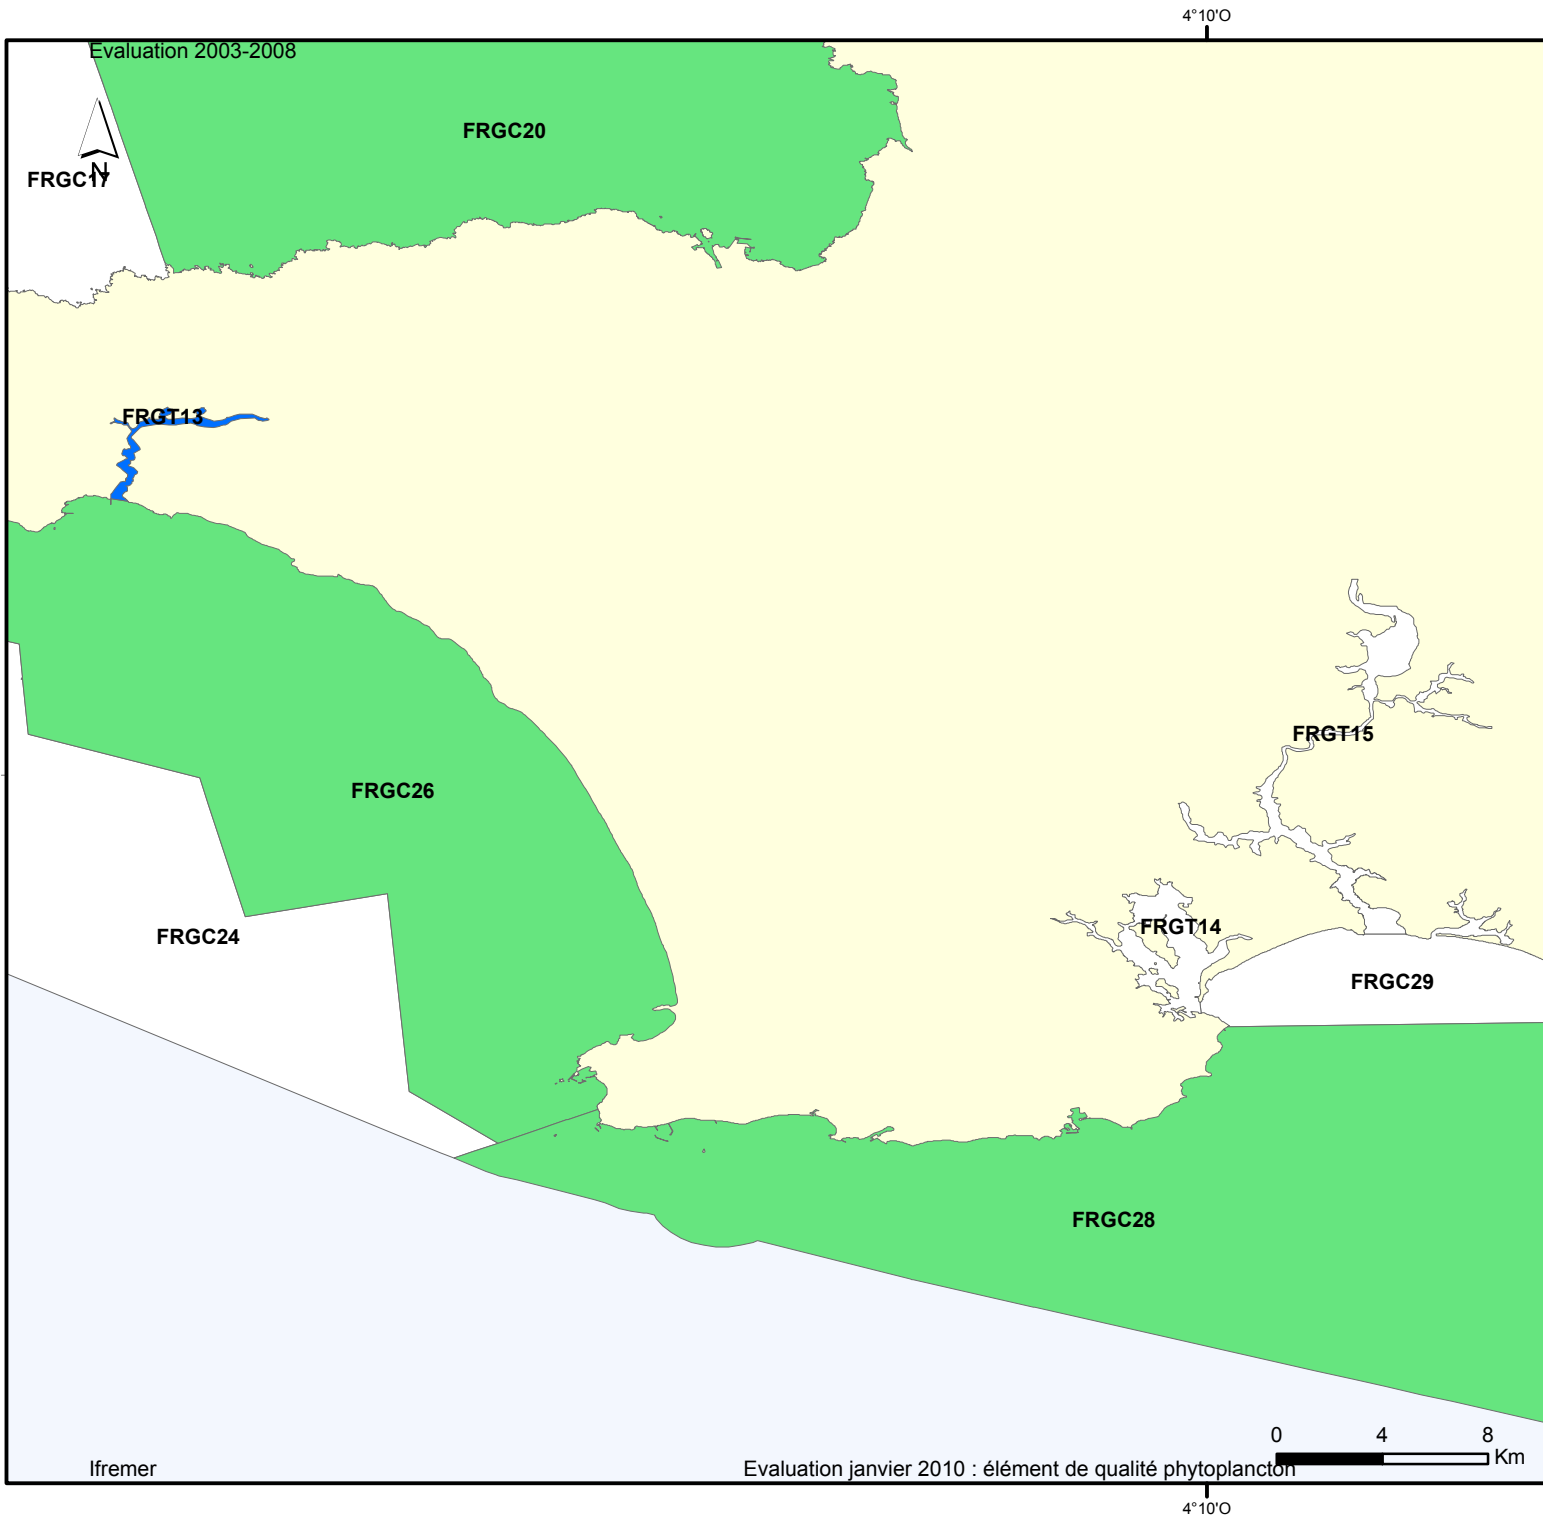 4°10'O
Evaluation 2003-2008
FRGC20
N
FRGC17
FRGT13
FRGT15
FRGC26
FRGT14
FRGC24
FRGC29
FRGC28
0 4 8
Km
Ifremer
Evaluation janvier 2010 : élément de qualité phytoplancton
4°10'O